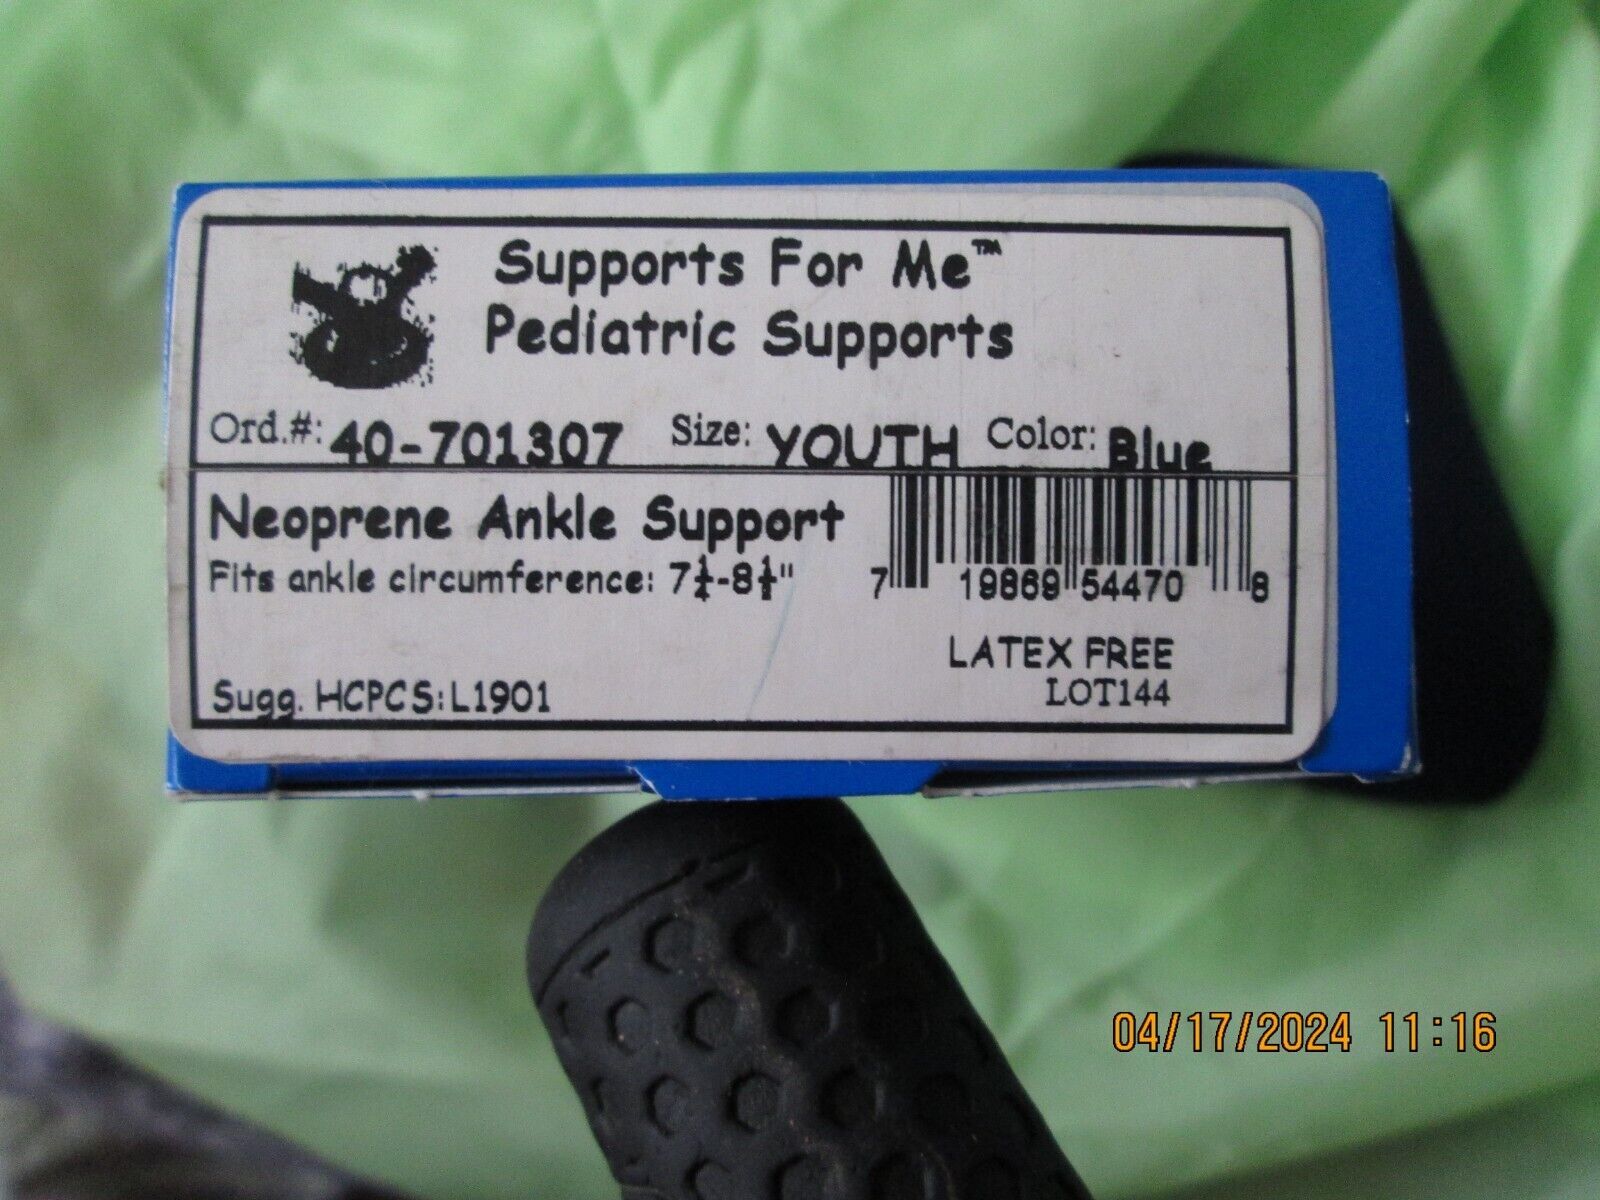 Supports For Me™
Pediatric Supports
Ord.#: 40-701307 Size: YOUTH Color: Blue
Neoprene Ankle Support
Fits ankle circumference: 7¼-8½"
7 19869 54470 8
LATEX FREE
LOT144
Sugg. HCPCS:L1901
04/17/2024 11:16